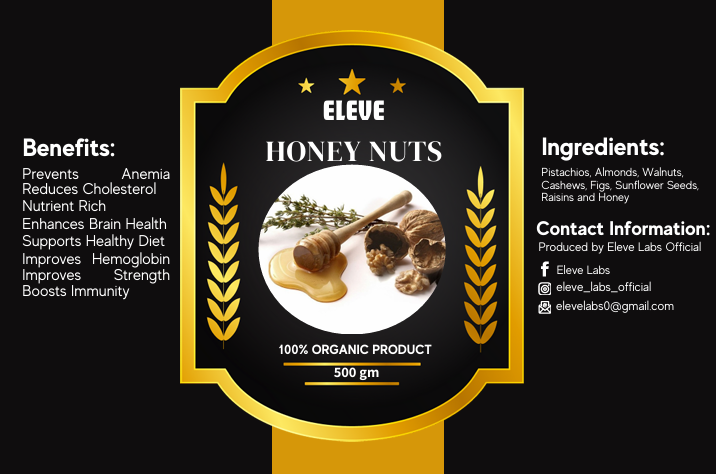 Benefits:
Prevents Anemia
Reduces Cholesterol
Nutrient Rich
Enhances Brain Health
Supports Healthy Diet
Improves Hemoglobin
Improves Strength
Boosts Immunity
ELEVE
HONEY NUTS
100% ORGANIC PRODUCT
500 gm
Ingredients:
Pistachios, Almonds, Walnuts,
Cashews, Figs, Sunflower Seeds,
Raisins and Honey
Contact Information:
Produced by Eleve Labs Official
Eleve Labs
eleve_labs_official
elevelabs0@gmail.com